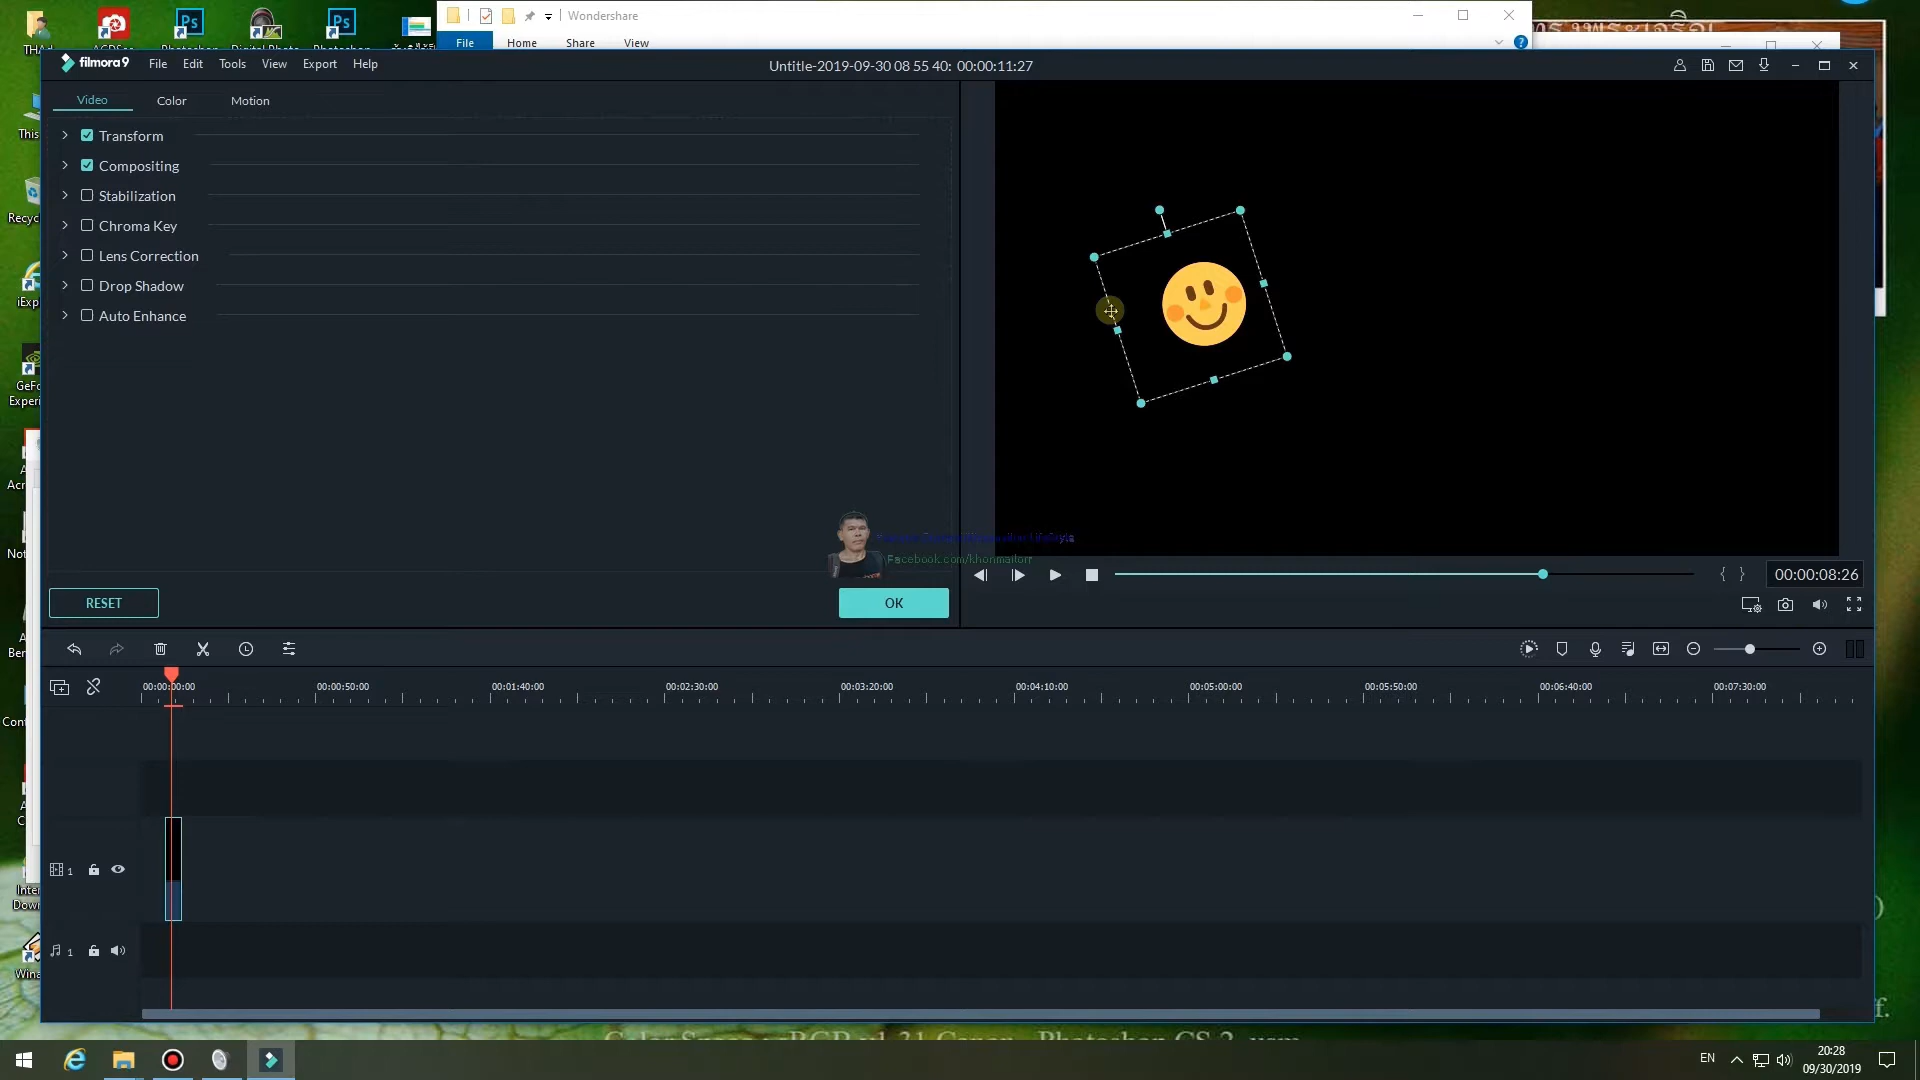 Wondershare
File Home Share View
filmora9 File Edit Tools View Export Help
Untitle-2019-09-30 08 55 40: 00:00:11:27
Video Color Motion
Transform
Compositing
Stabilization
Chroma Key
Lens Correction
Drop Shadow
Auto Enhance
Facebook.com/khonmailorr
RESET OK
00:00:08:26
00:00:00:00 00:00:50:00 00:01:40:00 00:02:30:00 00:03:20:00 00:04:10:00 00:05:00:00 00:05:50:00 00:06:40:00 00:07:30:00
1
1
EN
20:28
09/30/2019